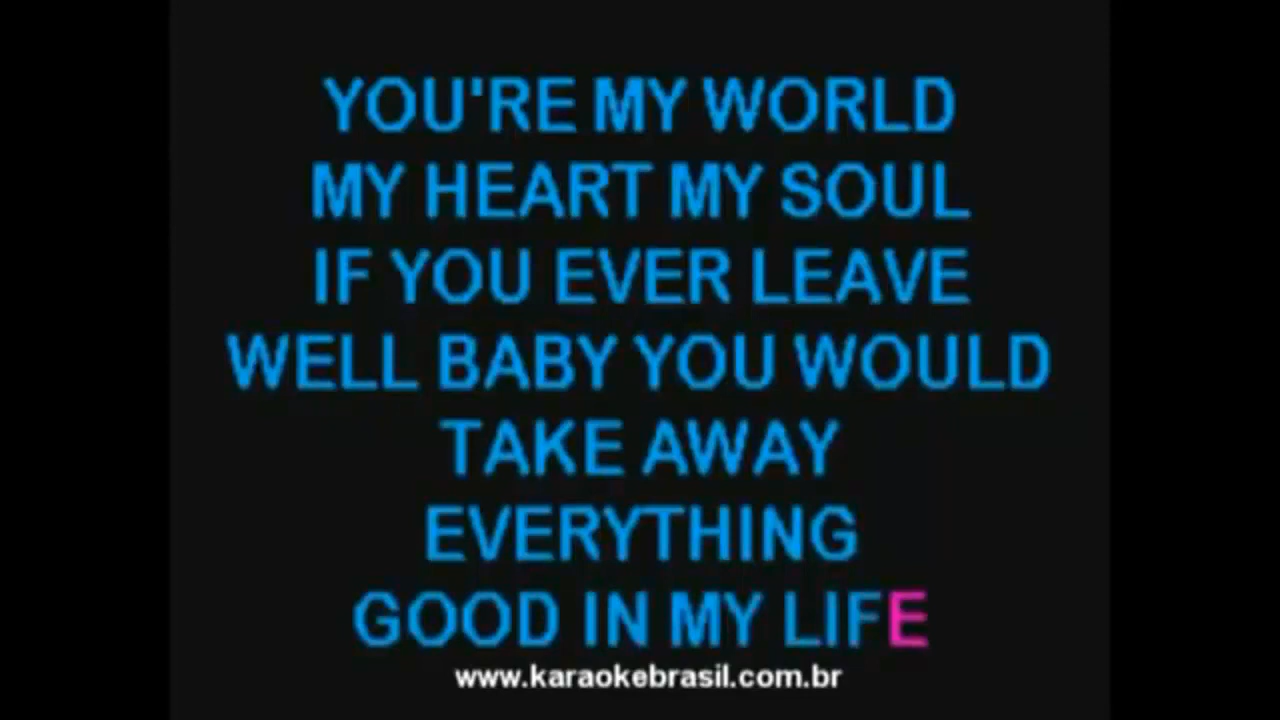 YOU'RE MY WORLD
MY HEART MY SOUL
IF YOU EVER LEAVE
WELL BABY YOU WOULD
TAKE AWAY
EVERYTHING
GOOD IN MY LIFE
www.karaokebrasil.com.br